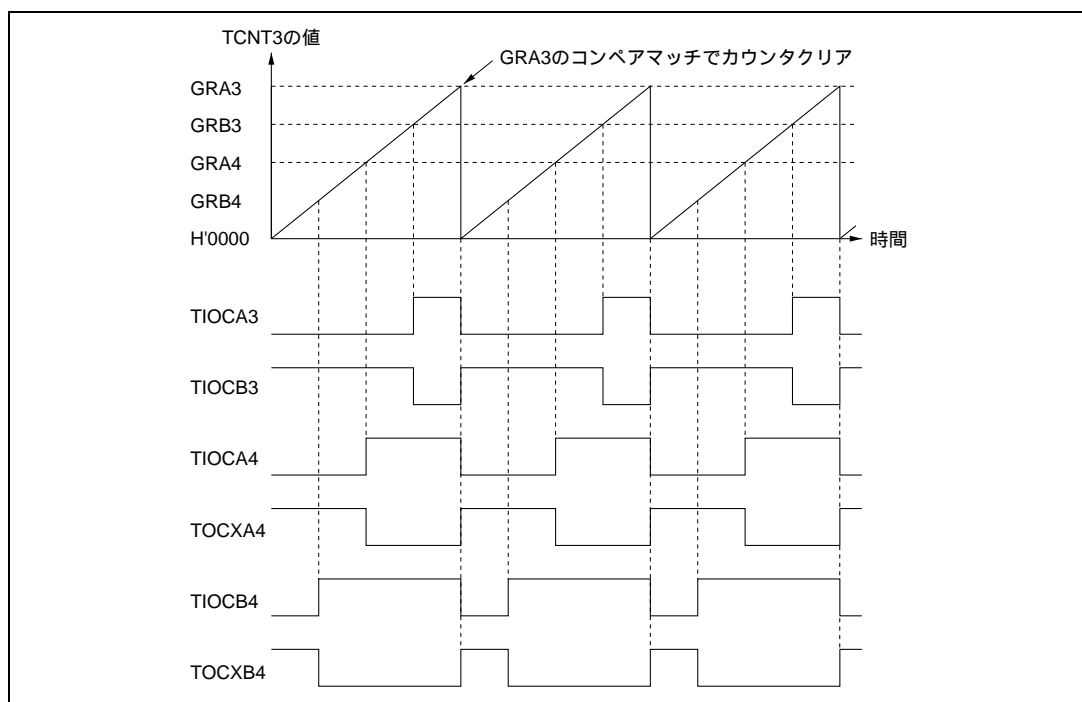 TCNT3の値
GRA3のコンペアマッチでカウンタクリア
GRA3
GRB3
GRA4
GRB4
H'0000
時間
TIOCA3
TIOCB3
TIOCA4
TOCXA4
TIOCB4
TOCXB4